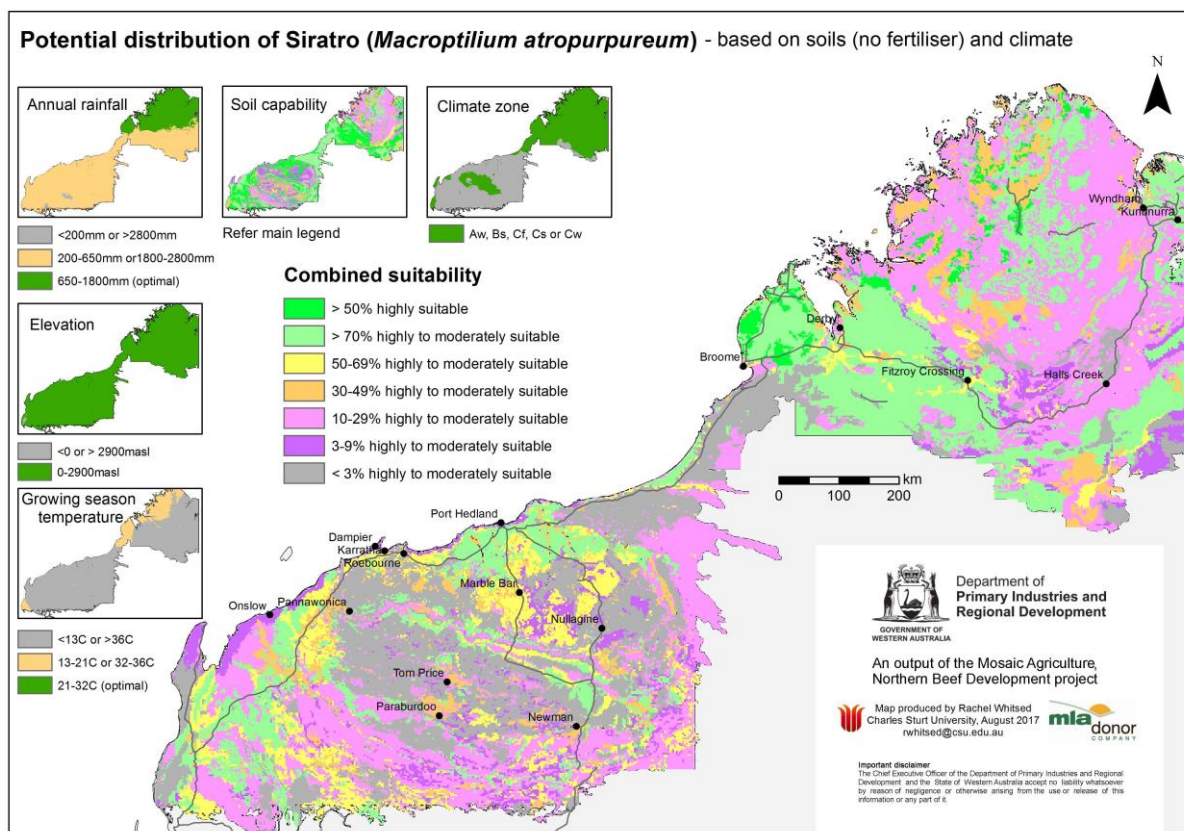 Potential distribution of Siratro (Macroptilium atropurpureum) - based on soils (no fertiliser) and climate
Annual rainfall
<200mm or >2800mm
200-650mm or1800-2800mm
650-1800mm (optimal)
Soil capability
Refer main legend
Climate zone
Aw, Bs, Cf, Cs or Cw
Elevation
<0 or > 2900masl
0-2900masl
Growing season
temperature
<13C or >36C
13-21C or 32-36C
21-32C (optimal)
Combined suitability
> 50% highly suitable
> 70% highly to moderately suitable
50-69% highly to moderately suitable
30-49% highly to moderately suitable
10-29% highly to moderately suitable
3-9% highly to moderately suitable
< 3% highly to moderately suitable
N
Wyndham
Kununurra
Derby
Broome
Fitzroy Crossing
Halls Creek
km
0 50 100 200
Port Hedland
Dampier
Karratha
Roebourne
Marble Bar
Onslow
Pannawonica
Nullagine
Tom Price
Paraburdoo
Newman
GOVERNMENT OF
WESTERN AUSTRALIA
Department of
Primary Industries and
Regional Development
An output of the Mosaic Agriculture,
Northern Beef Development project
Map produced by Rachel Whitsed
Charles Sturt University, August 2017
rwhitsed@csu.edu.au
mla
donor
COMPANY
Important disclaimer
The Chief Executive Officer of the Department of Primary Industries and Regional
Development and the State of Western Australia accept no liability whatsoever
by reason of negligence or otherwise arising from the use or release of this
information or any part of it.